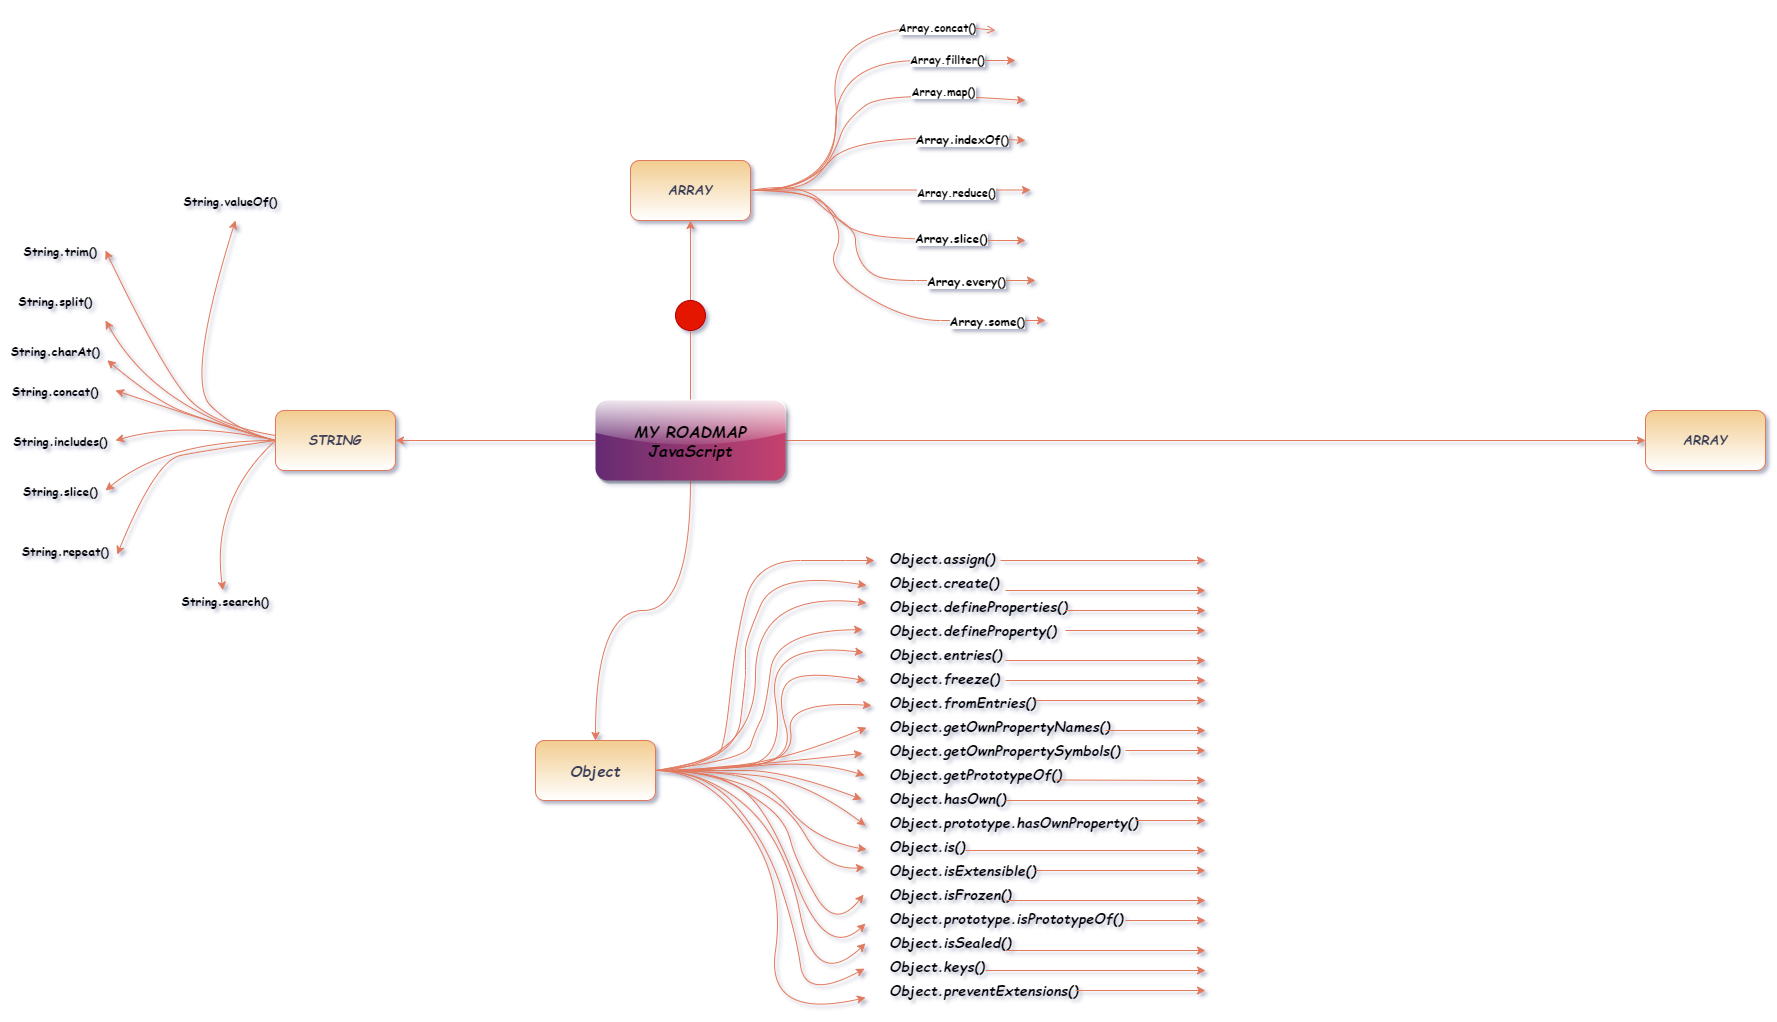 Array.concat()
Array.fillter()
Array.map()
Array.indexOf()
ARRAY
Array.reduce()
Array.slice()
Array.every()
Array.some()
String.valueOf()
String.trim()
String.split()
String.charAt()
String.concat()
String.includes()
String.slice()
String.repeat()
String.search()
STRING
MY ROADMAP
JavaScript
ARRAY
Object
Object.assign()
Object.create()
Object.defineProperties()
Object.defineProperty()
Object.entries()
Object.freeze()
Object.fromEntries()
Object.getOwnPropertyNames()
Object.getOwnPropertySymbols()
Object.getPrototypeOf()
Object.hasOwn()
Object.prototype.hasOwnProperty()
Object.is()
Object.isExtensible()
Object.isFrozen()
Object.prototype.isPrototypeOf()
Object.isSealed()
Object.keys()
Object.preventExtensions()